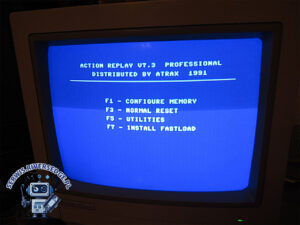 ACTION REPLAY V7.3 PROFESSIONAL
DISTRIBUTED BY ATRAX 1991
F1 - CONFIGURE MEMORY
F3 - NORMAL RESET
F5 - UTILITIES
F7 - INSTALL FASTLOAD